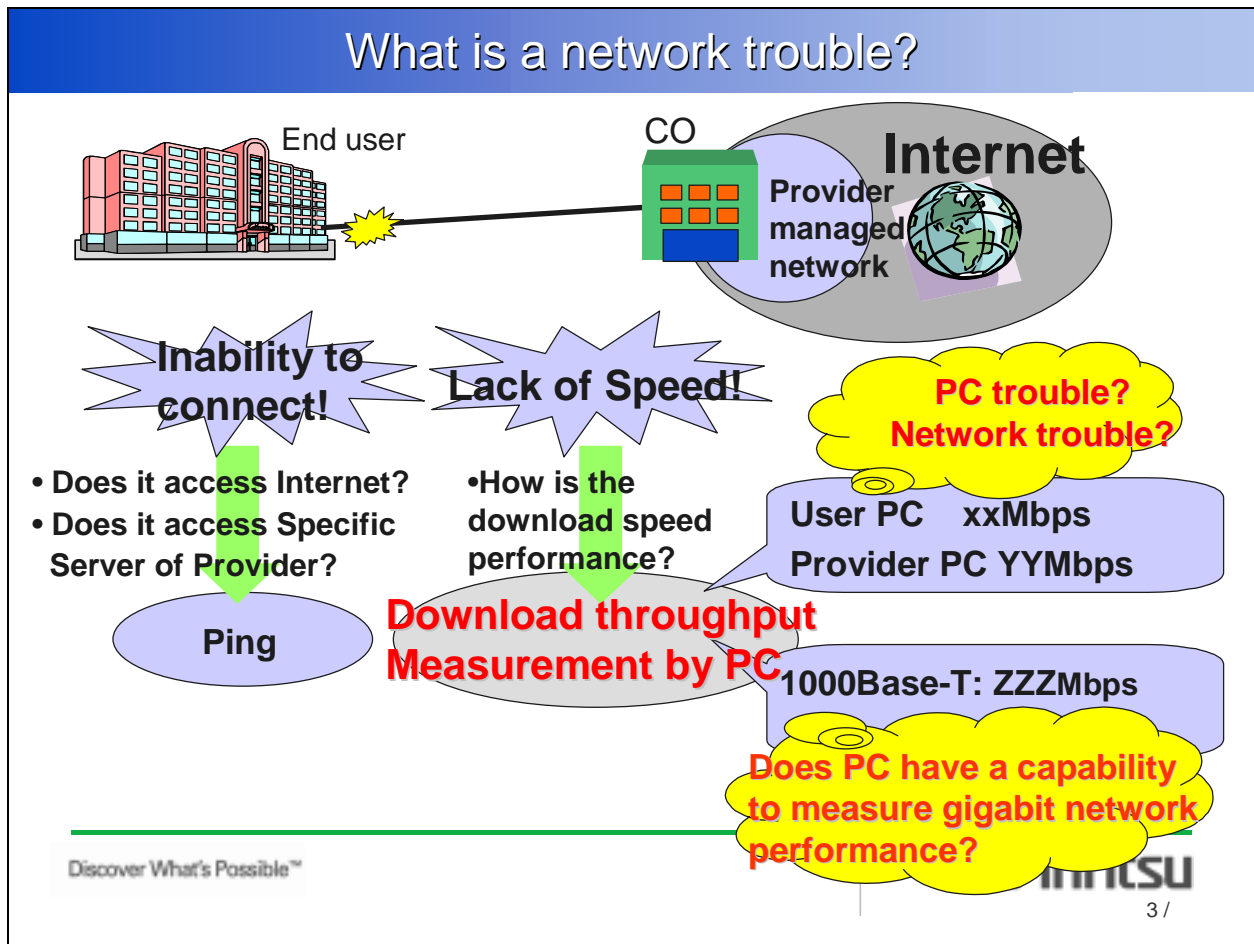 What is a network trouble?
End user
CO
Internet
Provider
managed
network
Inability to
connect!
Lack of Speed!
PC trouble?
Network trouble?
• Does it access Internet?
• Does it access Specific
Server of Provider?
•How is the
download speed
performance?
User PC xxMbps
Provider PC YYMbps
Ping
Download throughput
Measurement by PC
1000Base-T: ZZZMbps
Does PC have a capability
to measure gigabit network
performance?
Discover What's Possible™
3 /